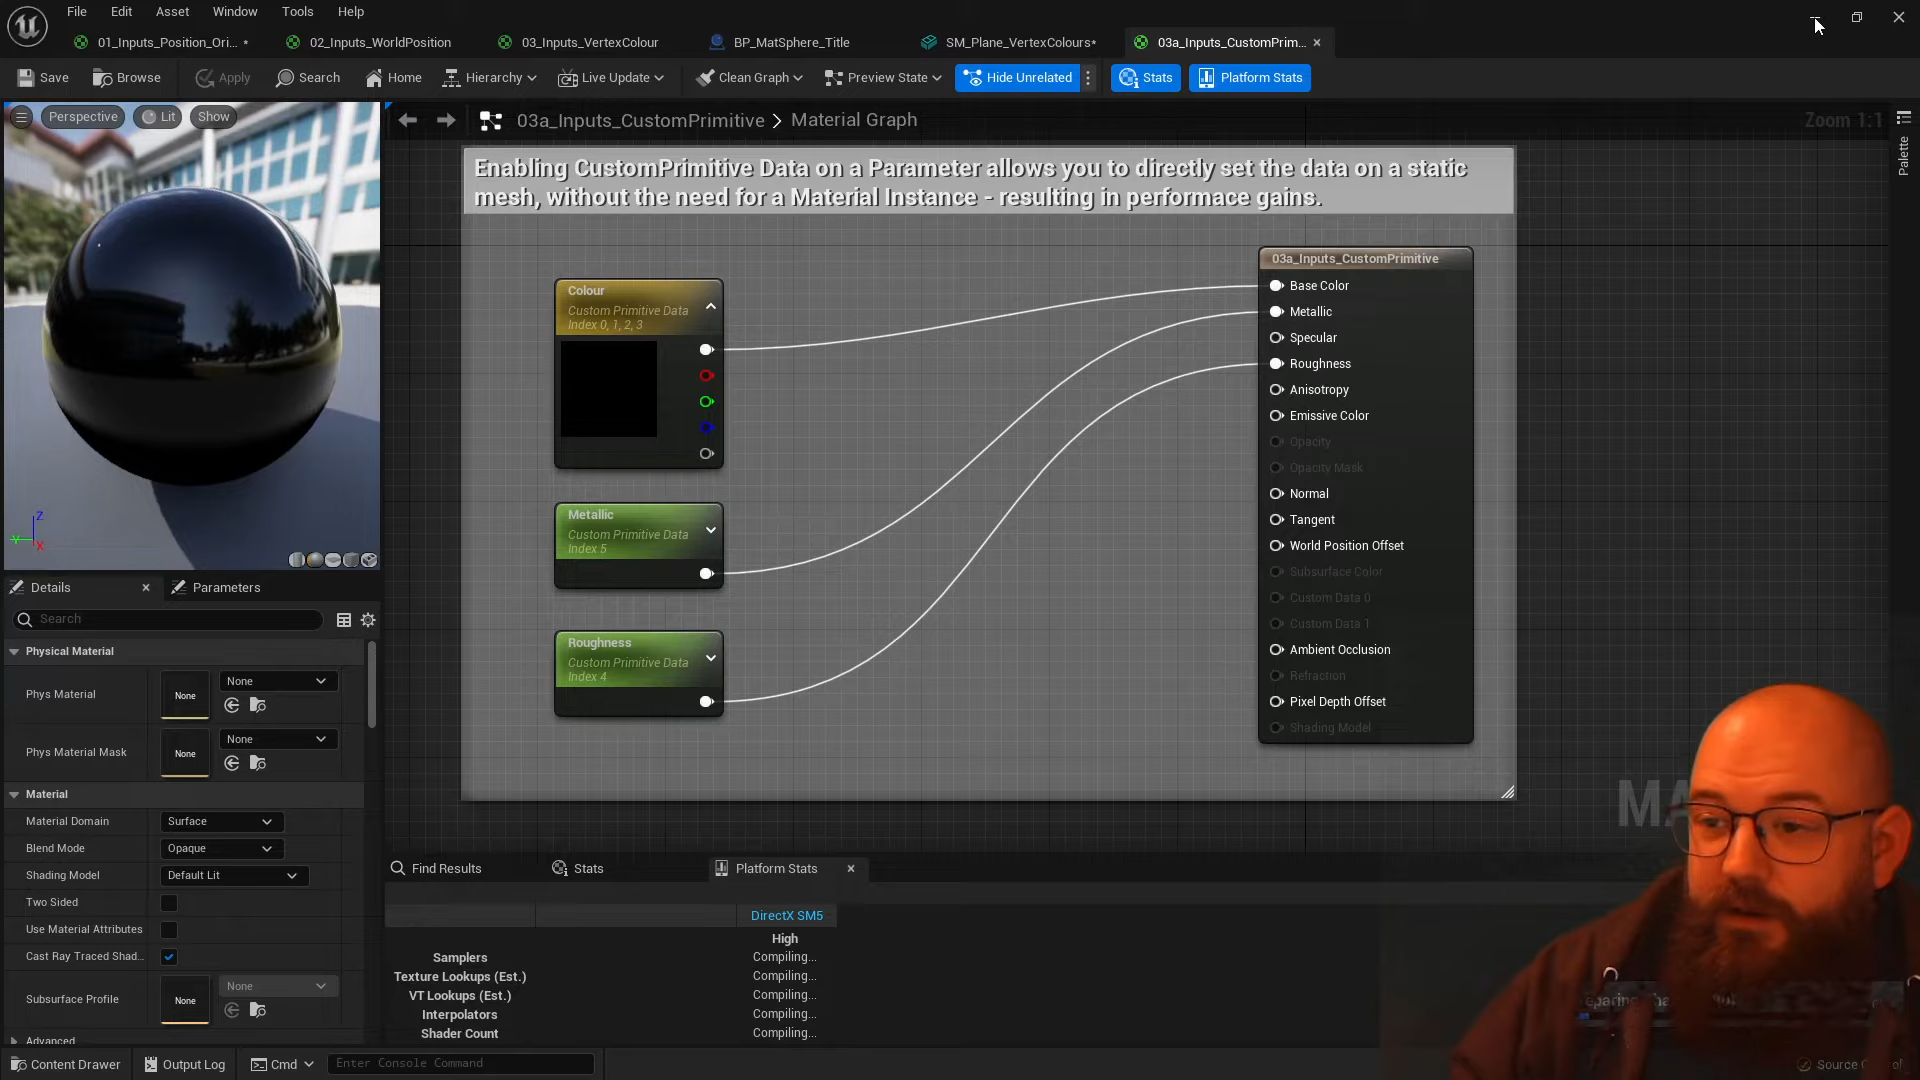 File Edit Asset Window Tools Help
01_Inputs_Position_Ori... • 02_Inputs_WorldPosition 03_Inputs_VertexColour BP_MatSphere_Title SM_Plane_VertexColours* 03a_Inputs_CustomPrim...
Save Browse Apply Search Home Hierarchy Live Update Clean Graph Preview State Hide Unrelated Stats Platform Stats
Perspective Lit Show
03a_Inputs_CustomPrimitive > Material Graph
Zoom 1:1
Palette
Enabling CustomPrimitive Data on a Parameter allows you to directly set the data on a static
mesh, without the need for a Material Instance - resulting in performace gains.
Colour
Custom Primitive Data
Index 0, 1, 2, 3
Metallic
Custom Primitive Data
Index 5
Roughness
Custom Primitive Data
Index 4
03a_Inputs_CustomPrimitive
Base Color
Metallic
Specular
Roughness
Anisotropy
Emissive Color
Opacity
Opacity Mask
Normal
Tangent
World Position Offset
Subsurface Color
Custom Data 0
Custom Data 1
Ambient Occlusion
Refraction
Pixel Depth Offset
Shading Model
Z
Y
X
Details Parameters
Search
Physical Material
Phys Material None None
Phys Material Mask None None
Material
Material Domain Surface
Blend Mode Opaque
Shading Model Default Lit
Two Sided
Use Material Attributes
Cast Ray Traced Shad...
Subsurface Profile None None
Advanced
Find Results Stats Platform Stats
DirectX SM5
High
Samplers Compiling...
Texture Lookups (Est.) Compiling...
VT Lookups (Est.) Compiling...
Interpolators Compiling...
Shader Count Compiling...
Content Drawer Output Log Cmd Enter Console Command
Source